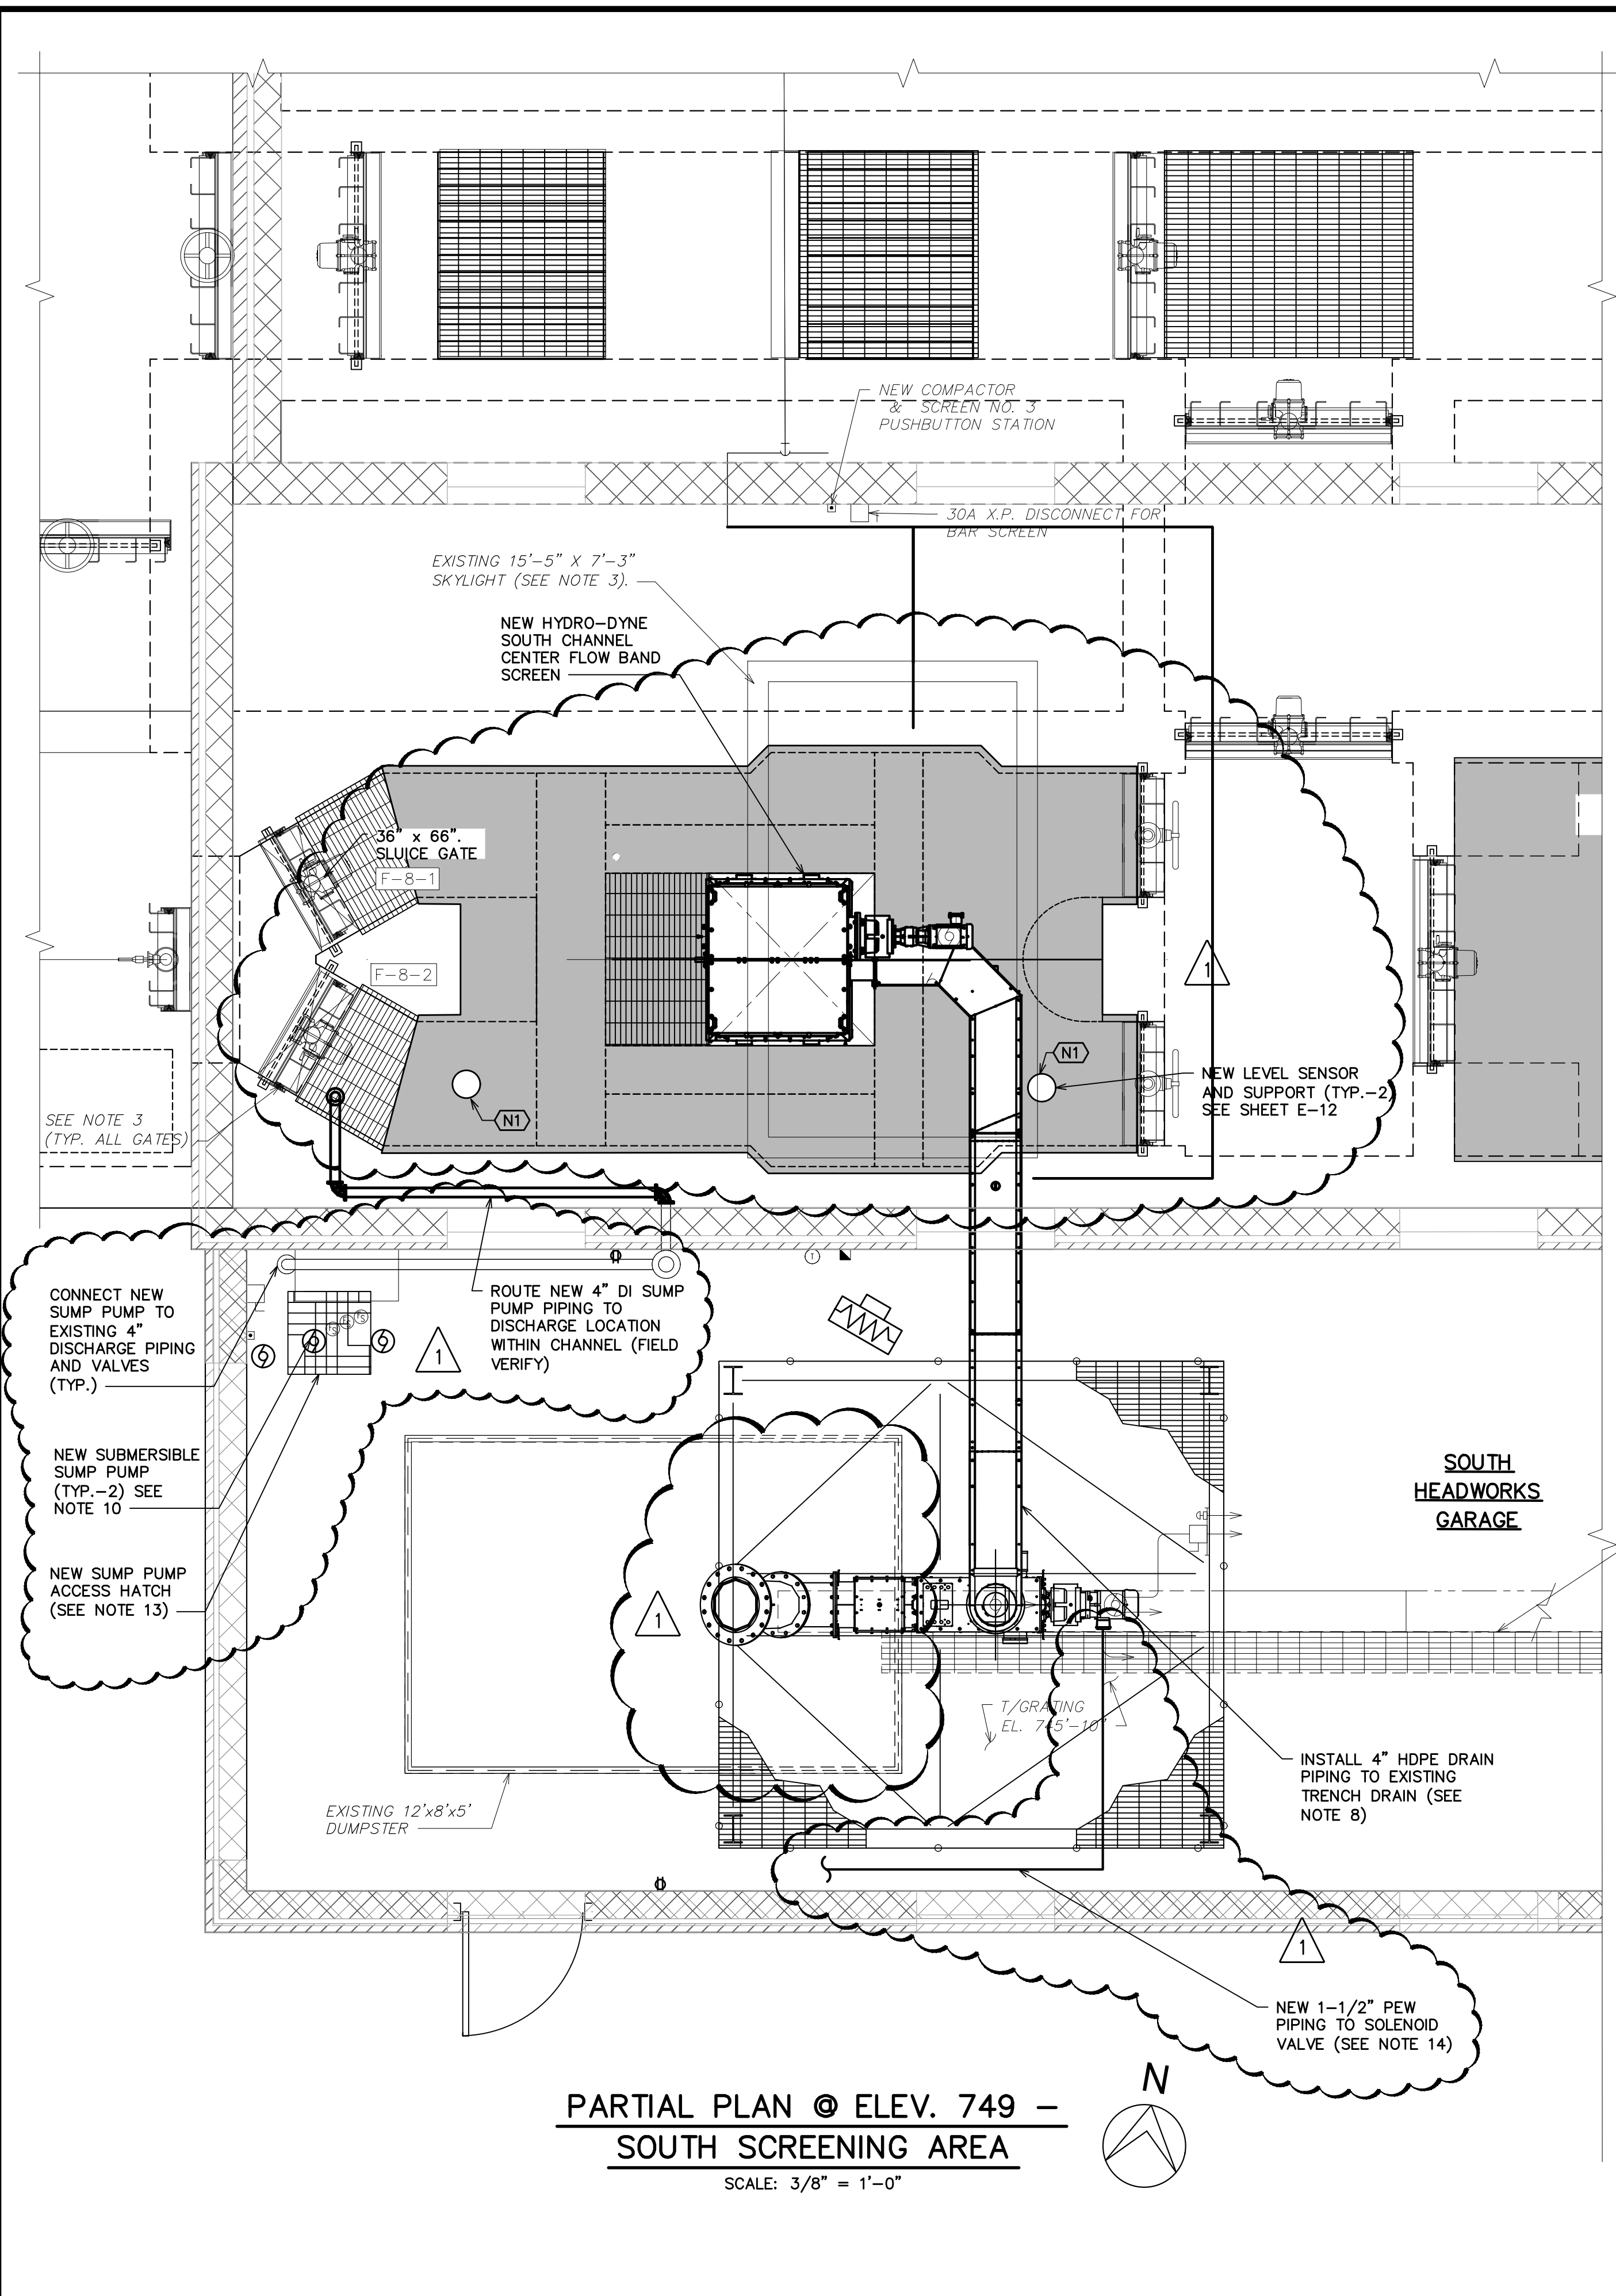 NEW COMPACTOR
& SCREEN NO. 3
PUSHBUTTON STATION
30A X.P. DISCONNECT FOR
BAR SCREEN
EXISTING 15'-5" X 7'-3"
SKYLIGHT (SEE NOTE 3).
NEW HYDRO-DYNE
SOUTH CHANNEL
CENTER FLOW BAND
SCREEN
36" x 66".
SLUICE GATE
F-8-1
F-8-2
1
N1
N1
NEW LEVEL SENSOR
AND SUPPORT (TYP.-2)
SEE SHEET E-12
SEE NOTE 3
(TYP. ALL GATES)
T
CONNECT NEW
SUMP PUMP TO
EXISTING 4"
DISCHARGE PIPING
AND VALVES
(TYP.)
ROUTE NEW 4" DI SUMP
PUMP PIPING TO
DISCHARGE LOCATION
WITHIN CHANNEL (FIELD
VERIFY)
1
NEW SUBMERSIBLE
SUMP PUMP
(TYP.-2) SEE
NOTE 10
NEW SUMP PUMP
ACCESS HATCH
(SEE NOTE 13)
SOUTH
HEADWORKS
GARAGE
1
T/GRATING
EL. 745'-10"
INSTALL 4" HDPE DRAIN
PIPING TO EXISTING
TRENCH DRAIN (SEE
NOTE 8)
EXISTING 12'x8'x5'
DUMPSTER
1
NEW 1-1/2" PEW
PIPING TO SOLENOID
VALVE (SEE NOTE 14)
N
PARTIAL PLAN @ ELEV. 749 -
SOUTH SCREENING AREA
SCALE: 3/8" = 1'-0"